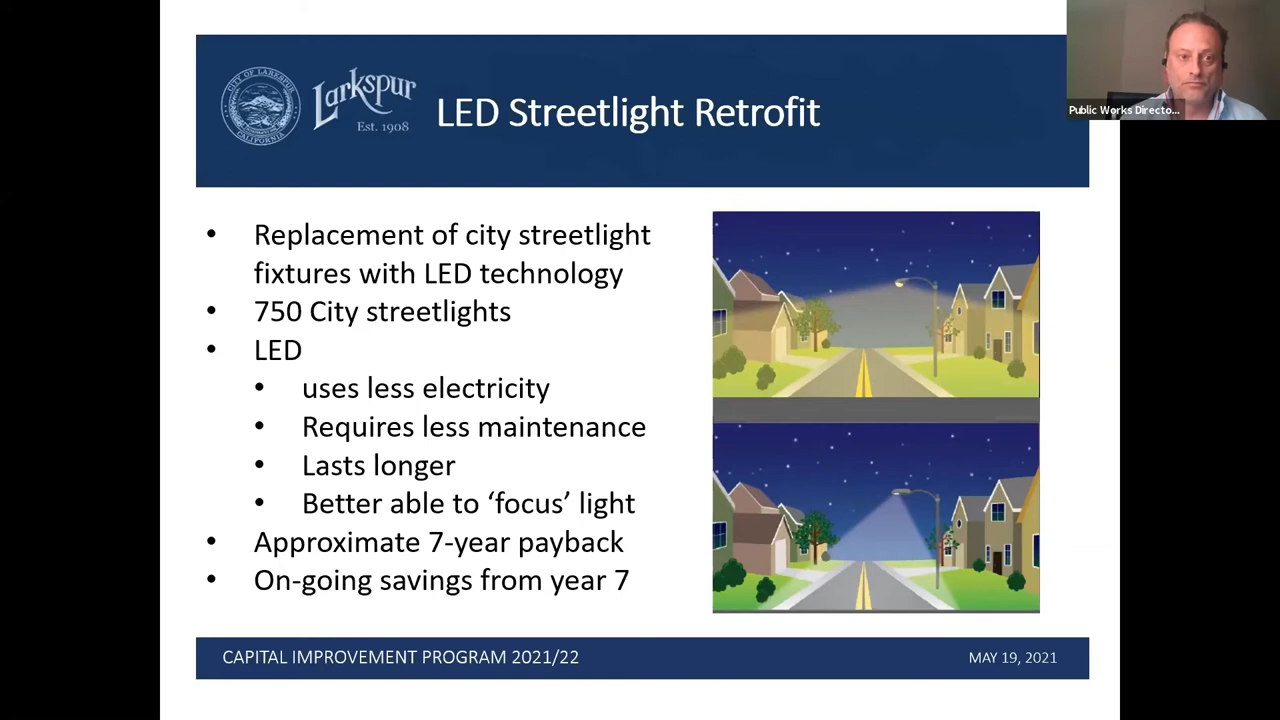 CITY OF LARKSPUR
CALIFORNIA
Larkspur
Est. 1908
LED Streetlight Retrofit
Public Works Directo...
• Replacement of city streetlight
fixtures with LED technology
• 750 City streetlights
• LED
• uses less electricity
• Requires less maintenance
• Lasts longer
• Better able to ‘focus’ light
• Approximate 7-year payback
• On-going savings from year 7
CAPITAL IMPROVEMENT PROGRAM 2021/22
MAY 19, 2021